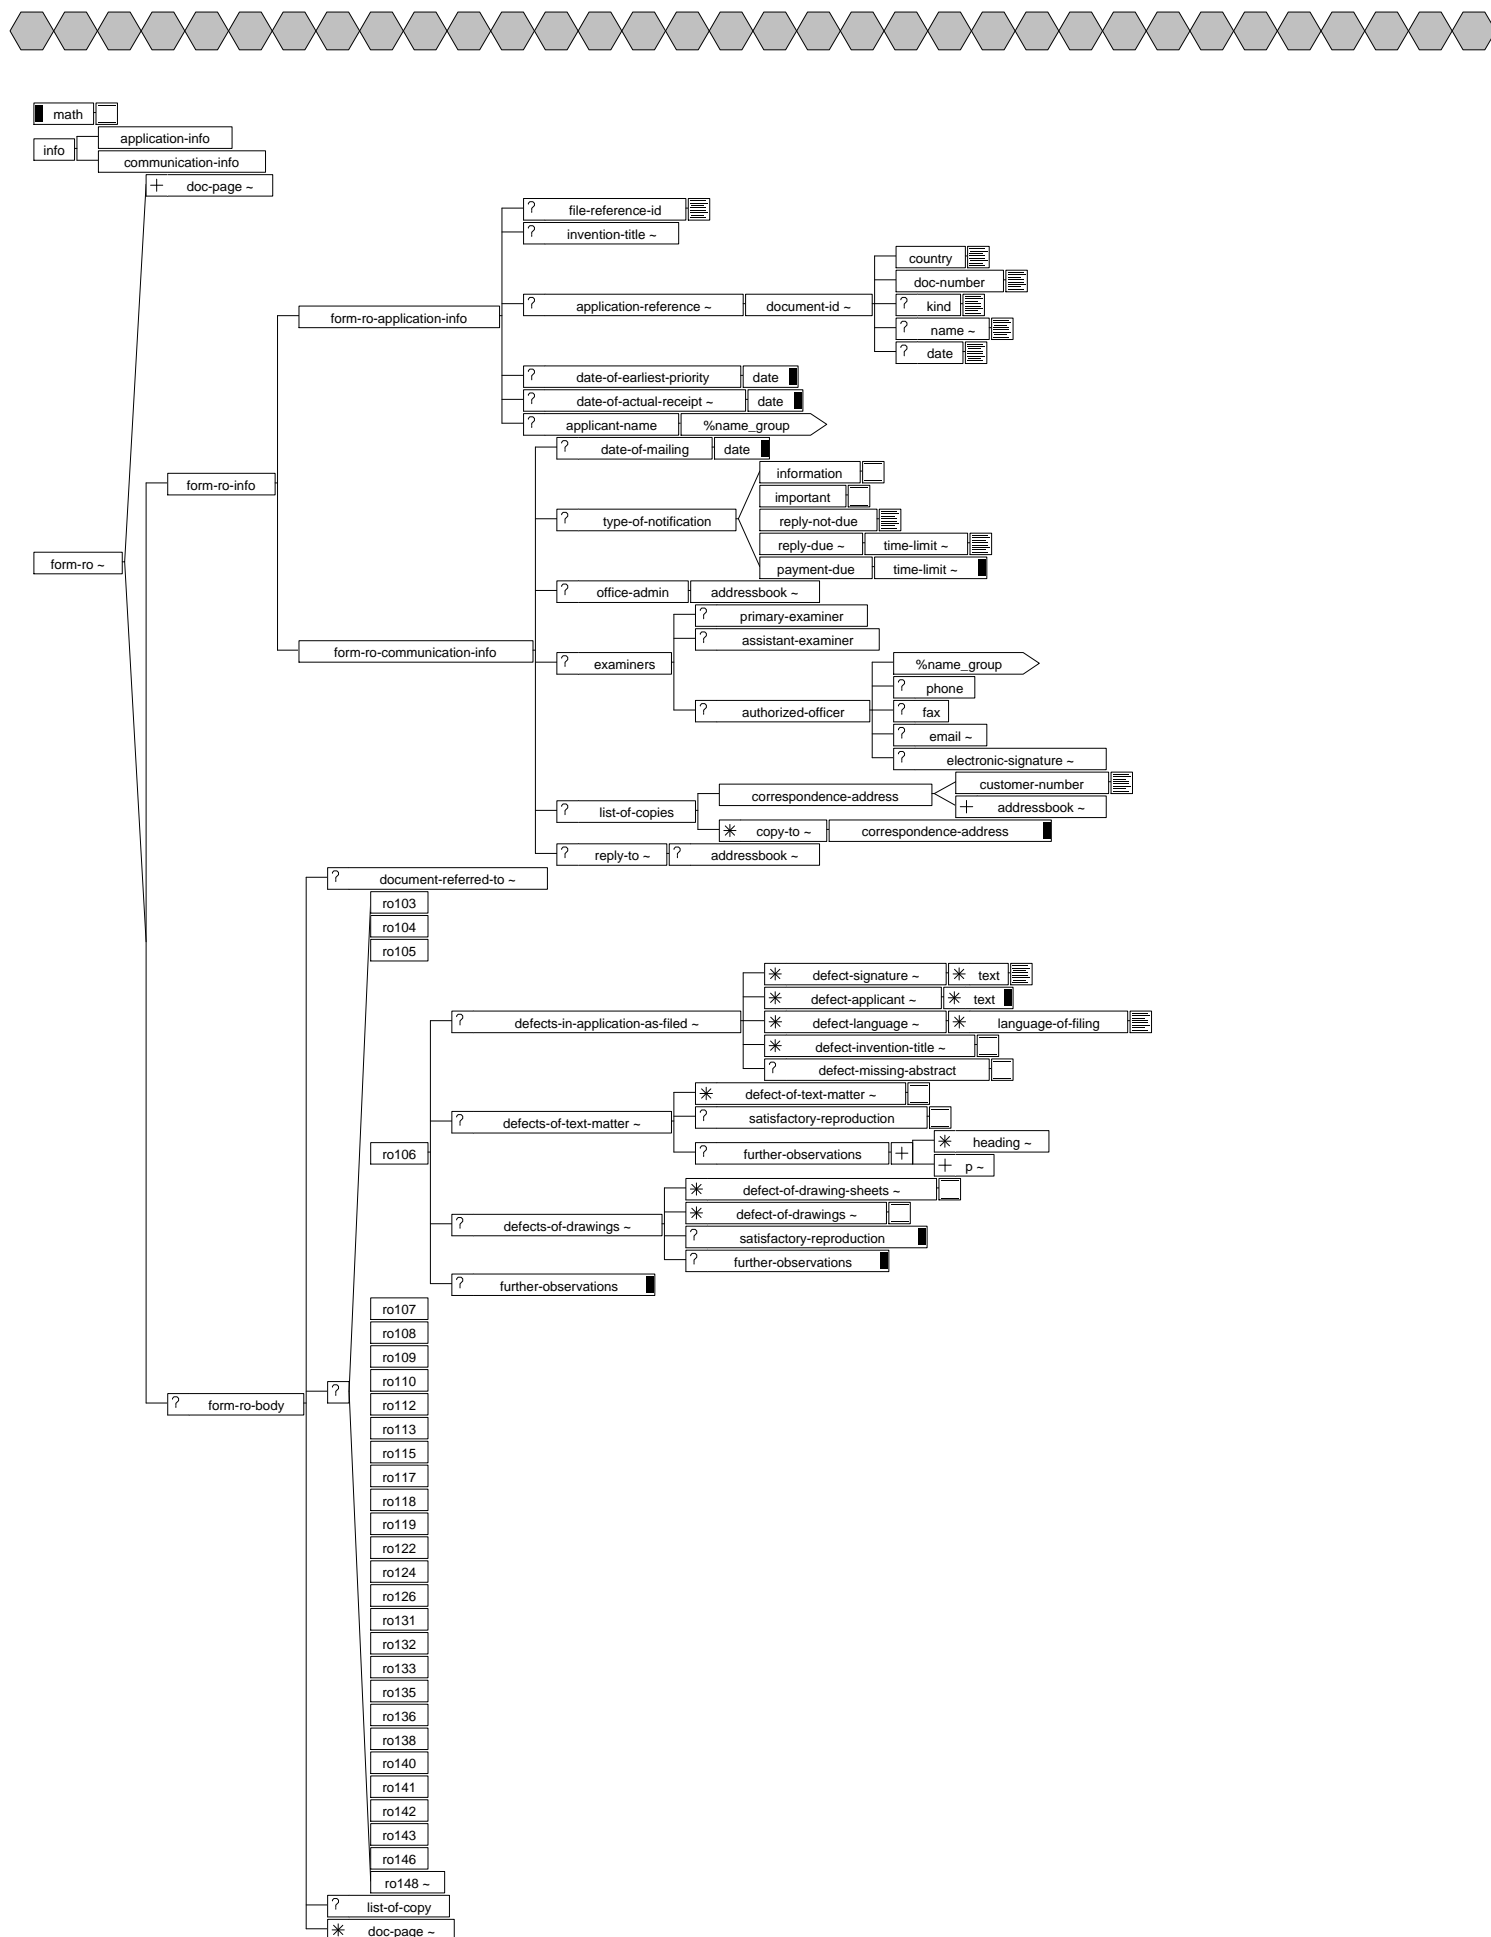 math
application-info
info
communication-info
+ doc-page ~
? file-reference-id
? invention-title ~
country
doc-number
form-ro-application-info
? application-reference ~ document-id ~
? kind
? name ~
? date
? date-of-earliest-priority date
? date-of-actual-receipt ~ date
? applicant-name %name_group
? date-of-mailing date
information
form-ro-info
important
? type-of-notification
reply-not-due
reply-due ~ time-limit ~
form-ro ~
payment-due time-limit ~
? office-admin addressbook ~
? primary-examiner
? assistant-examiner
form-ro-communication-info
? examiners
%name_group
? phone
? authorized-officer
? fax
? email ~
? electronic-signature ~
customer-number
correspondence-address
+ addressbook ~
? list-of-copies
* copy-to ~ correspondence-address
? reply-to ~ ? addressbook ~
? document-referred-to ~
ro103
ro104
ro105
* defect-signature ~ * text
* defect-applicant ~ * text
? defects-in-application-as-filed ~
* defect-language ~ * language-of-filing
* defect-invention-title ~
? defect-missing-abstract
* defect-of-text-matter ~
? defects-of-text-matter ~
? satisfactory-reproduction
* heading ~
ro106
? further-observations +
+ p ~
* defect-of-drawing-sheets ~
* defect-of-drawings ~
? defects-of-drawings ~
? satisfactory-reproduction
? further-observations
? further-observations
ro107
ro108
ro109
ro110
?
ro112
? form-ro-body
ro113
ro115
ro117
ro118
ro119
ro122
ro124
ro126
ro131
ro132
ro133
ro135
ro136
ro138
ro140
ro141
ro142
ro143
ro146
ro148 ~
? list-of-copy
* doc-page ~